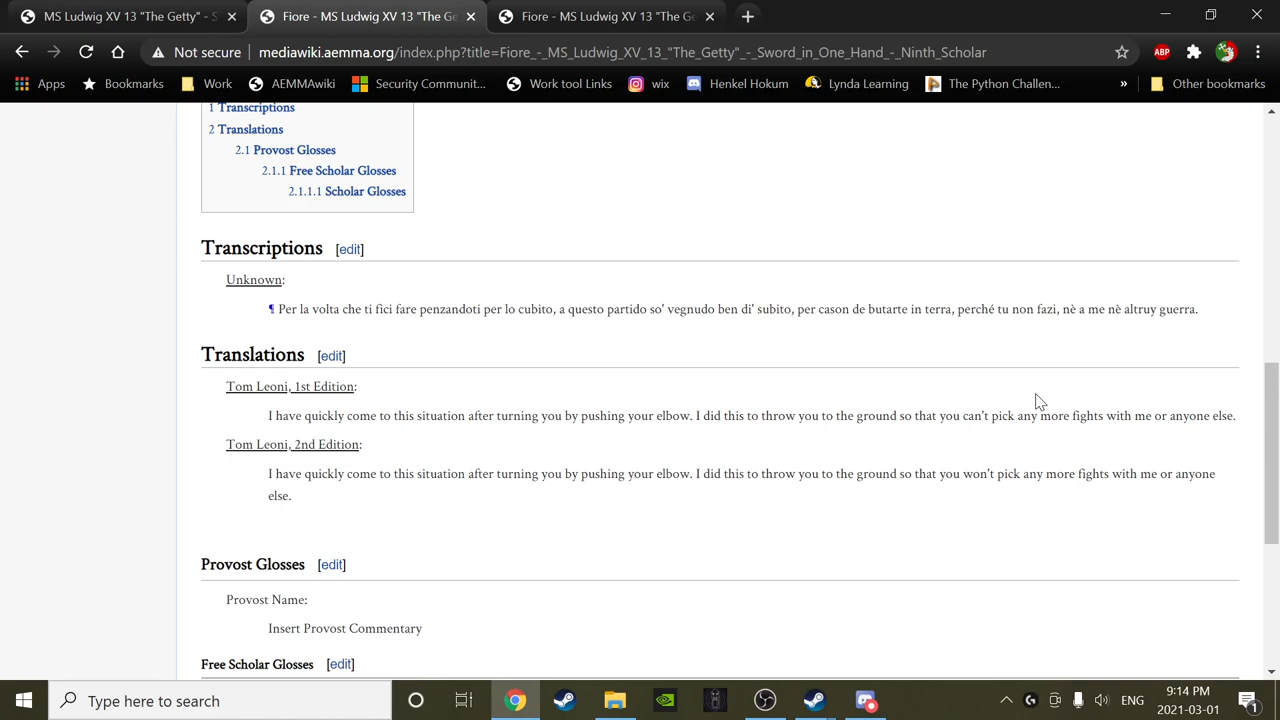 MS Ludwig XV 13 "The Getty" - S
Fiore - MS Ludwig XV 13 "The Ge
Fiore - MS Ludwig XV 13 "The Ge
Not secure mediawiki.aemma.org/index.php?title=Fiore_-_MS_Ludwig_XV_13_"The_Getty"_-_Sword_in_One_Hand_-_Ninth_Scholar
ABP
Apps Bookmarks Work AEMMAwiki Security Communit... Work tool Links wix Henkel Hokum Lynda Learning The Python Challen... » Other bookmarks
1 Transcriptions
2 Translations
2.1 Provost Glosses
2.1.1 Free Scholar Glosses
2.1.1.1 Scholar Glosses
Transcriptions [edit]
Unknown:
¶ Per la volta che ti fici fare penzandoti per lo cubito, a questo partido so' vegnudo ben di' subito, per cason de butarte in terra, perché tu non fazi, nè a me nè altruy guerra.
Translations [edit]
Tom Leoni, 1st Edition:
I have quickly come to this situation after turning you by pushing your elbow. I did this to throw you to the ground so that you can't pick any more fights with me or anyone else.
Tom Leoni, 2nd Edition:
I have quickly come to this situation after turning you by pushing your elbow. I did this to throw you to the ground so that you won't pick any more fights with me or anyone
else.
Provost Glosses [edit]
Provost Name:
Insert Provost Commentary
Free Scholar Glosses [edit]
Type here to search
ENG
9:14 PM
2021-03-01
1